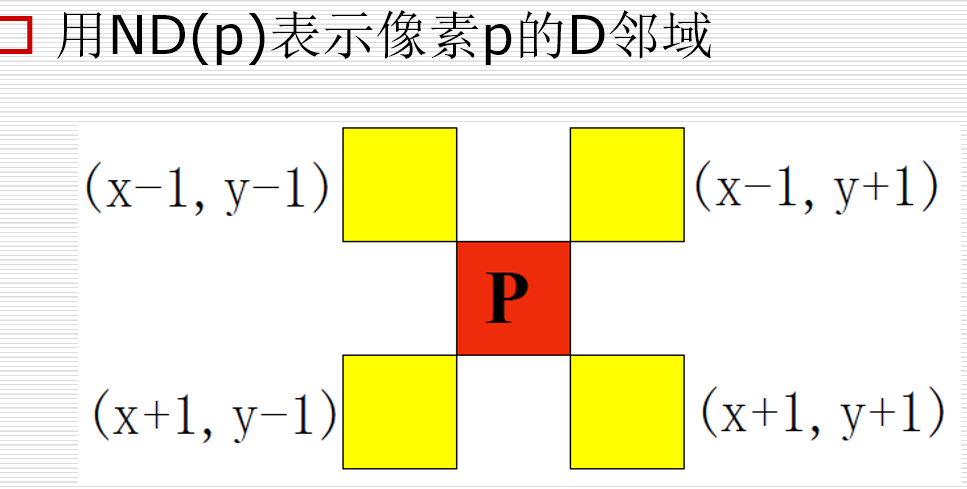 用ND(p)表示像素p的D邻域
(x-1, y-1) (x-1, y+1)
P
(x+1, y-1) (x+1, y+1)